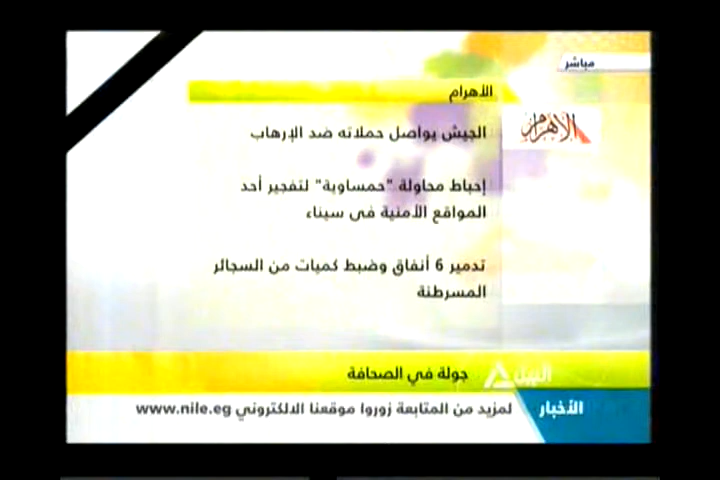 مباشر
الأهرام
الأهرام
الجيش يواصل حملاته ضد الإرهاب
إحباط محاولة "حمساوية" لتفجير أحد
المواقع الأمنية فى سيناء
تدمير 6 أنفاق وضبط كميات من السجائر
المسرطنة
النيل
جولة في الصحافة
الأخبار
لمزيد من المتابعة زوروا موقعنا الالكتروني www.nile.eg